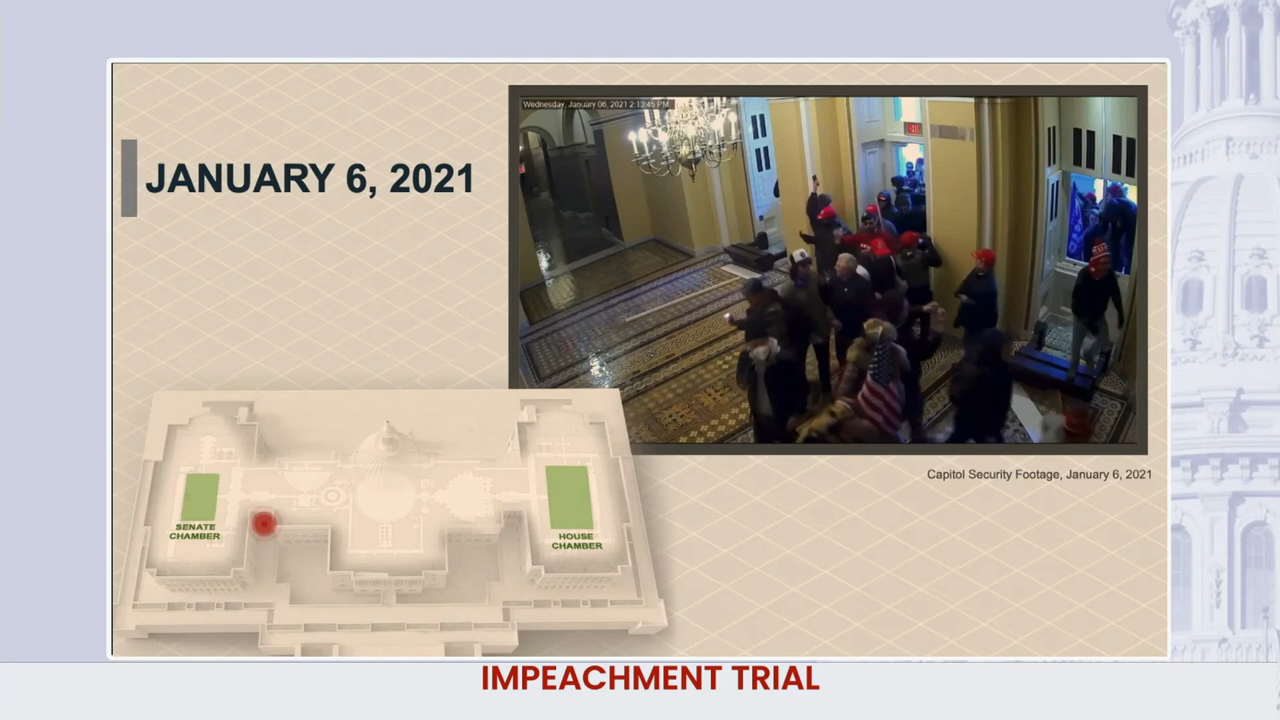 Wednesday, January 06, 2021 2:13:45 PM
JANUARY 6, 2021
EXIT
Capitol Security Footage, January 6, 2021
SENATE
CHAMBER
HOUSE
CHAMBER
IMPEACHMENT TRIAL